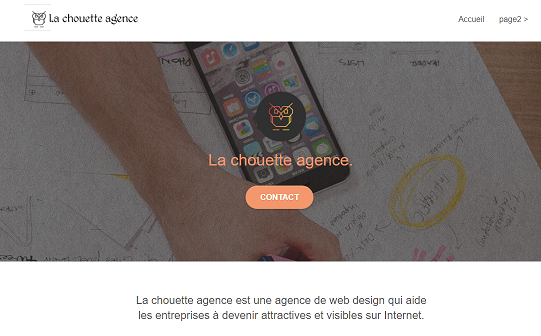 La chouette agence
Accueil
page2 >
La chouette agence.
CONTACT
La chouette agence est une agence de web design qui aide
les entreprises à devenir attractives et visibles sur Internet.